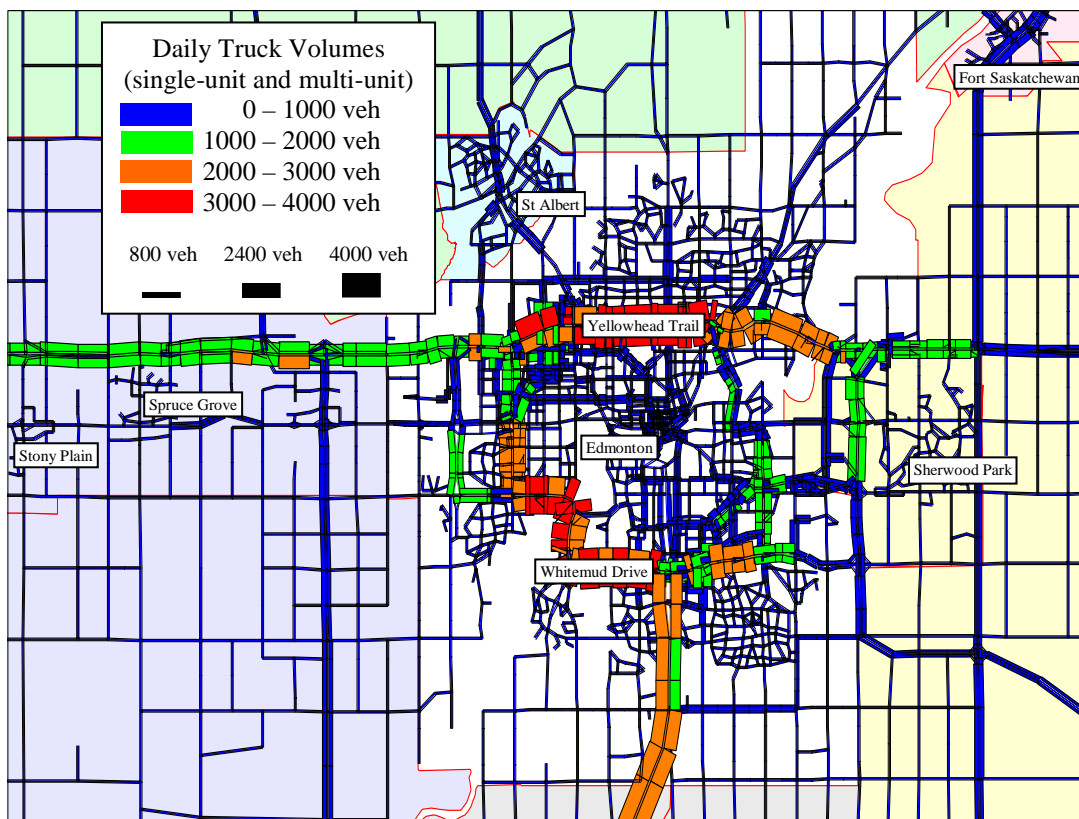 Daily Truck Volumes
(single-unit and multi-unit)
0 – 1000 veh
1000 – 2000 veh
2000 – 3000 veh
3000 – 4000 veh
800 veh 2400 veh 4000 veh
Fort Saskatchewan
St Albert
Yellowhead Trail
Spruce Grove
Edmonton
Stony Plain
Sherwood Park
Whitemud Drive